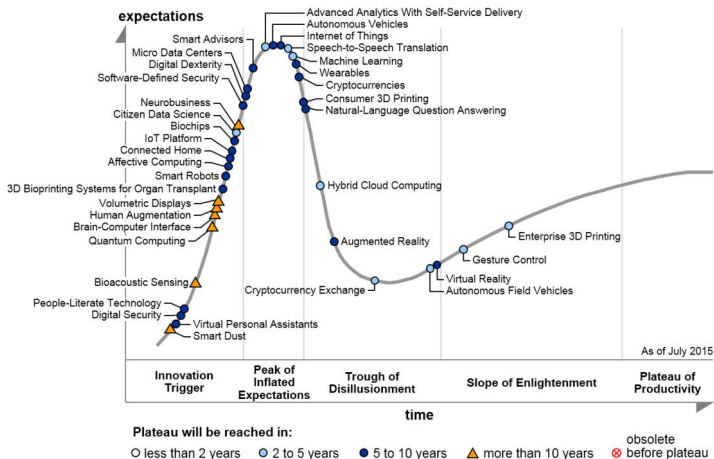 expectations
Advanced Analytics With Self-Service Delivery
Autonomous Vehicles
Internet of Things
Speech-to-Speech Translation
Machine Learning
Wearables
Cryptocurrencies
Consumer 3D Printing
Natural-Language Question Answering
Smart Advisors
Micro Data Centers
Digital Dexterity
Software-Defined Security
Neurobusiness
Citizen Data Science
Biochips
IoT Platform
Connected Home
Affective Computing
Smart Robots
3D Bioprinting Systems for Organ Transplant
Volumetric Displays
Human Augmentation
Brain-Computer Interface
Quantum Computing
Bioacoustic Sensing
People-Literate Technology
Digital Security
Virtual Personal Assistants
Smart Dust
Hybrid Cloud Computing
Augmented Reality
Cryptocurrency Exchange
Enterprise 3D Printing
Gesture Control
Virtual Reality
Autonomous Field Vehicles
As of July 2015
Innovation
Trigger
Peak of
Inflated
Expectations
Trough of
Disillusionment
Slope of Enlightenment
Plateau of
Productivity
time
Plateau will be reached in:
less than 2 years
2 to 5 years
5 to 10 years
more than 10 years
obsolete
before plateau